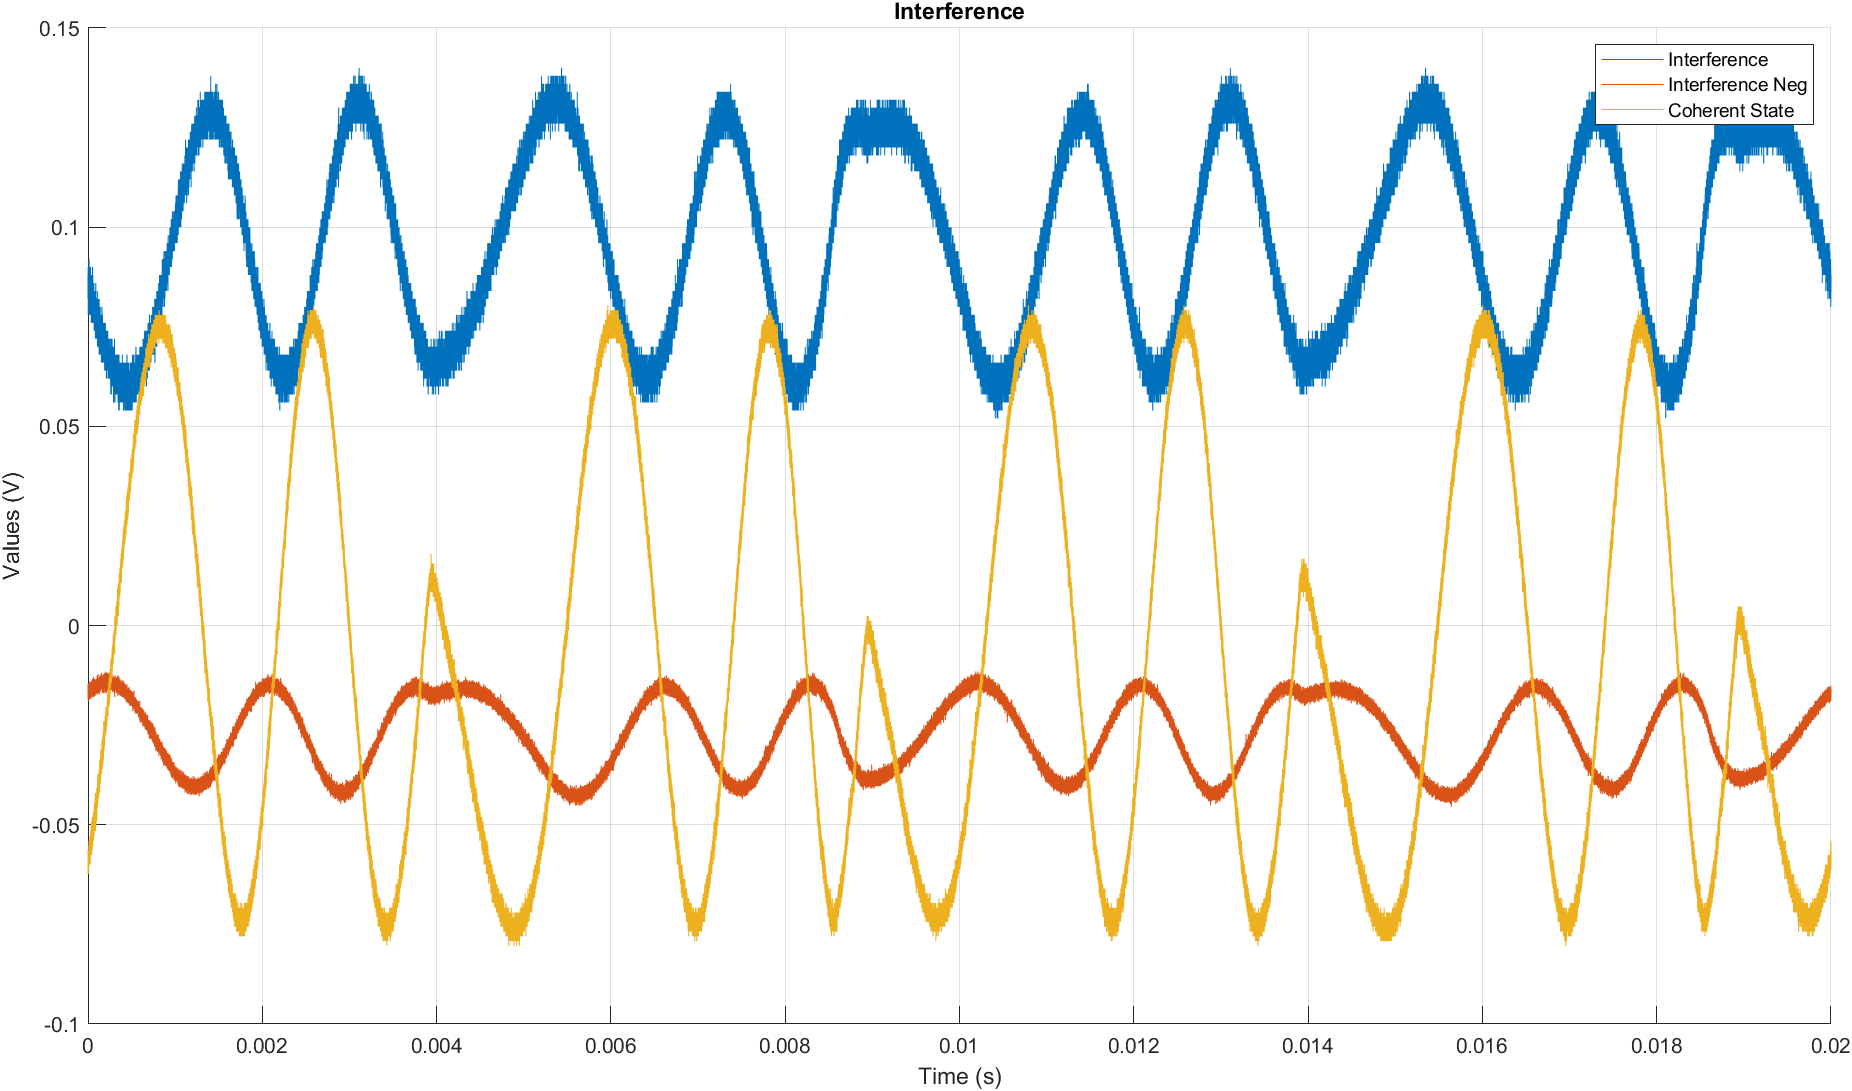 Interference
0.15
0.1
0.05
0
-0.05
-0.1
Values (V)
Interference
Interference Neg
Coherent State
0 0.002 0.004 0.006 0.008 0.01 0.012 0.014 0.016 0.018 0.02
Time (s)